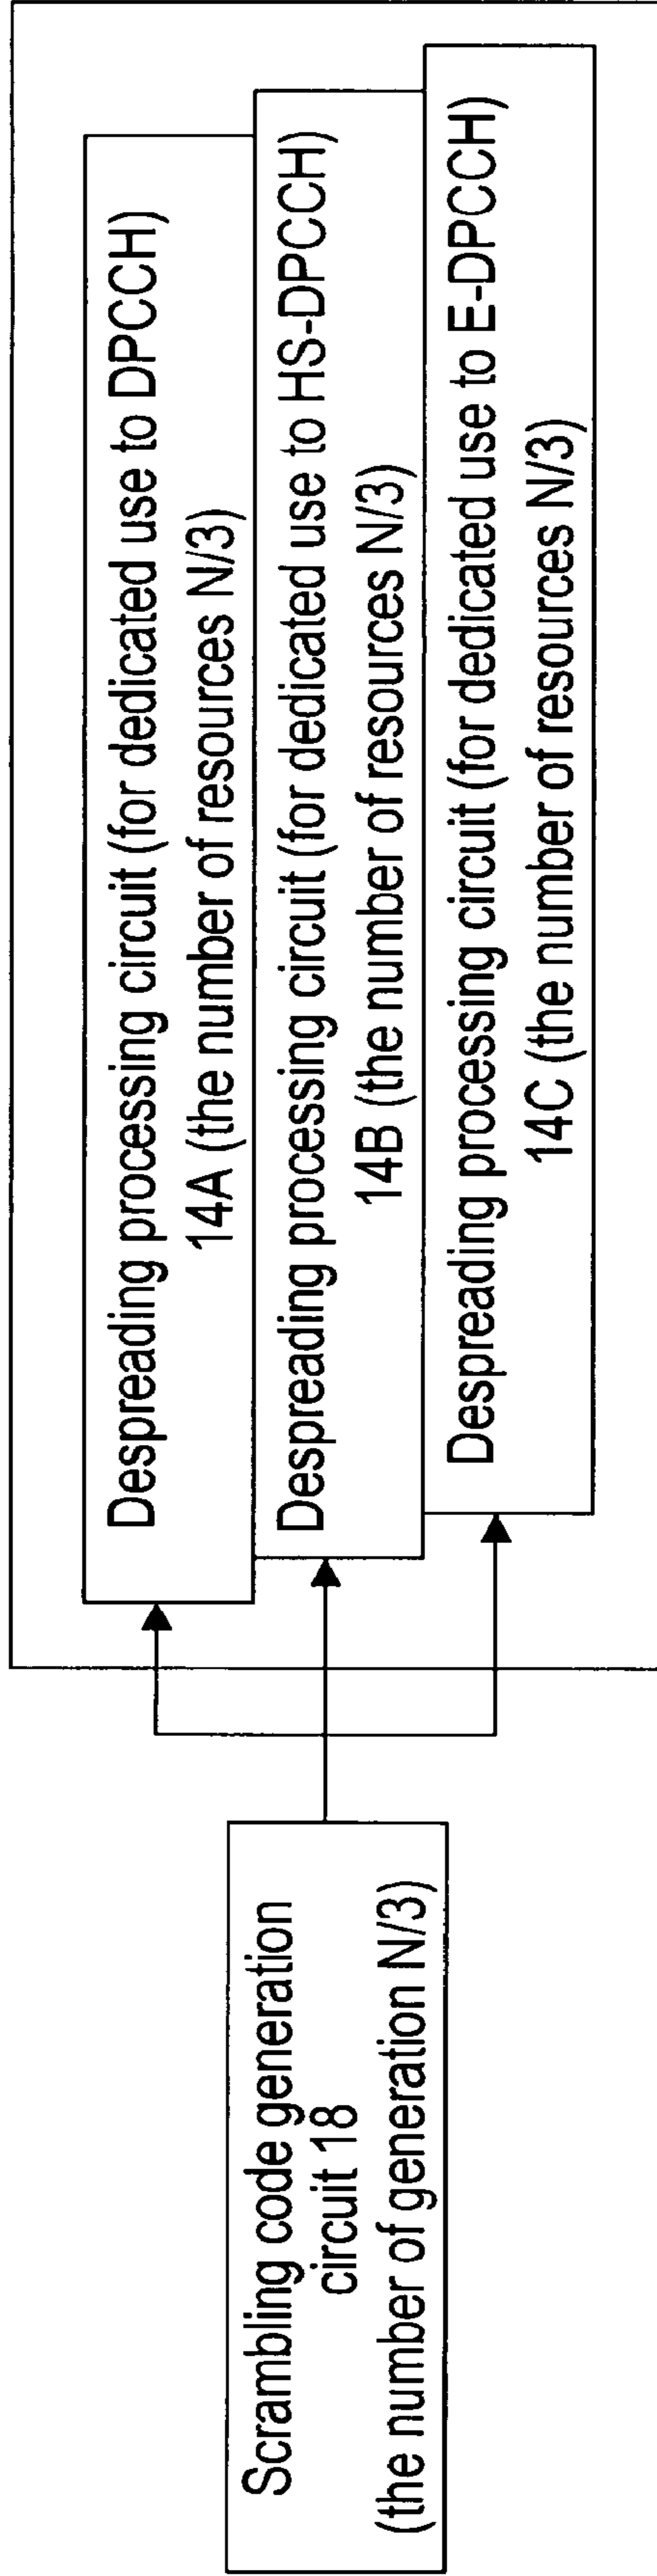 Scrambling code generation
circuit 18
(the number of generation N/3)
Despreading processing circuit (for dedicated use to DPCCH)
14A (the number of resources N/3)
Despreading processing circuit (for dedicated use to HS-DPCCH)
14B (the number of resources N/3)
Despreading processing circuit (for dedicated use to E-DPCCH)
14C (the number of resources N/3)